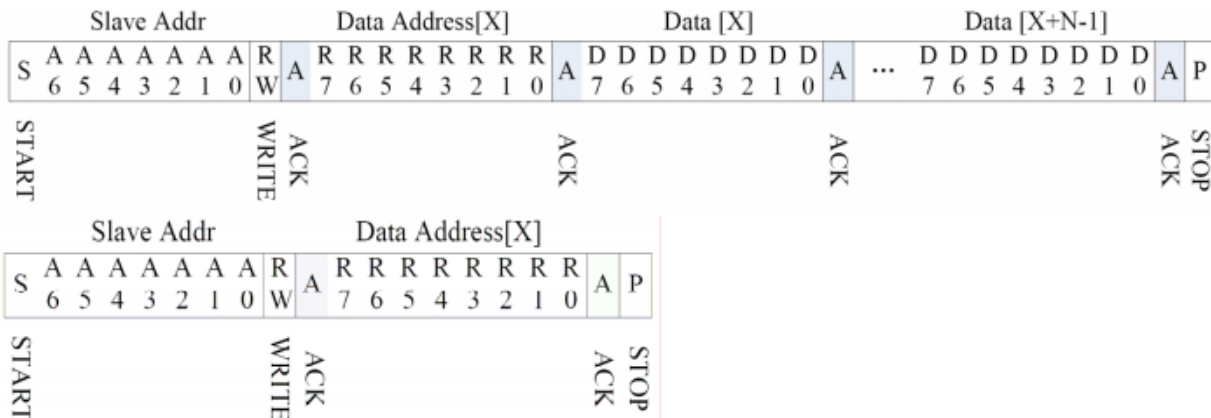 Slave Addr Data Address[X] Data [X] Data [X+N-1]
S A A A A A A A R A R R R R R R R R A D D D D D D D D A ... D D D D D D D D A P
6 5 4 3 2 1 0 W 7 6 5 4 3 2 1 0 7 6 5 4 3 2 1 0 7 6 5 4 3 2 1 0
START WRITE ACK ACK ACK ACK STOP
Slave Addr Data Address[X]
S A A A A A A A R A R R R R R R R R A P
6 5 4 3 2 1 0 W 7 6 5 4 3 2 1 0
START WRITE ACK ACK STOP